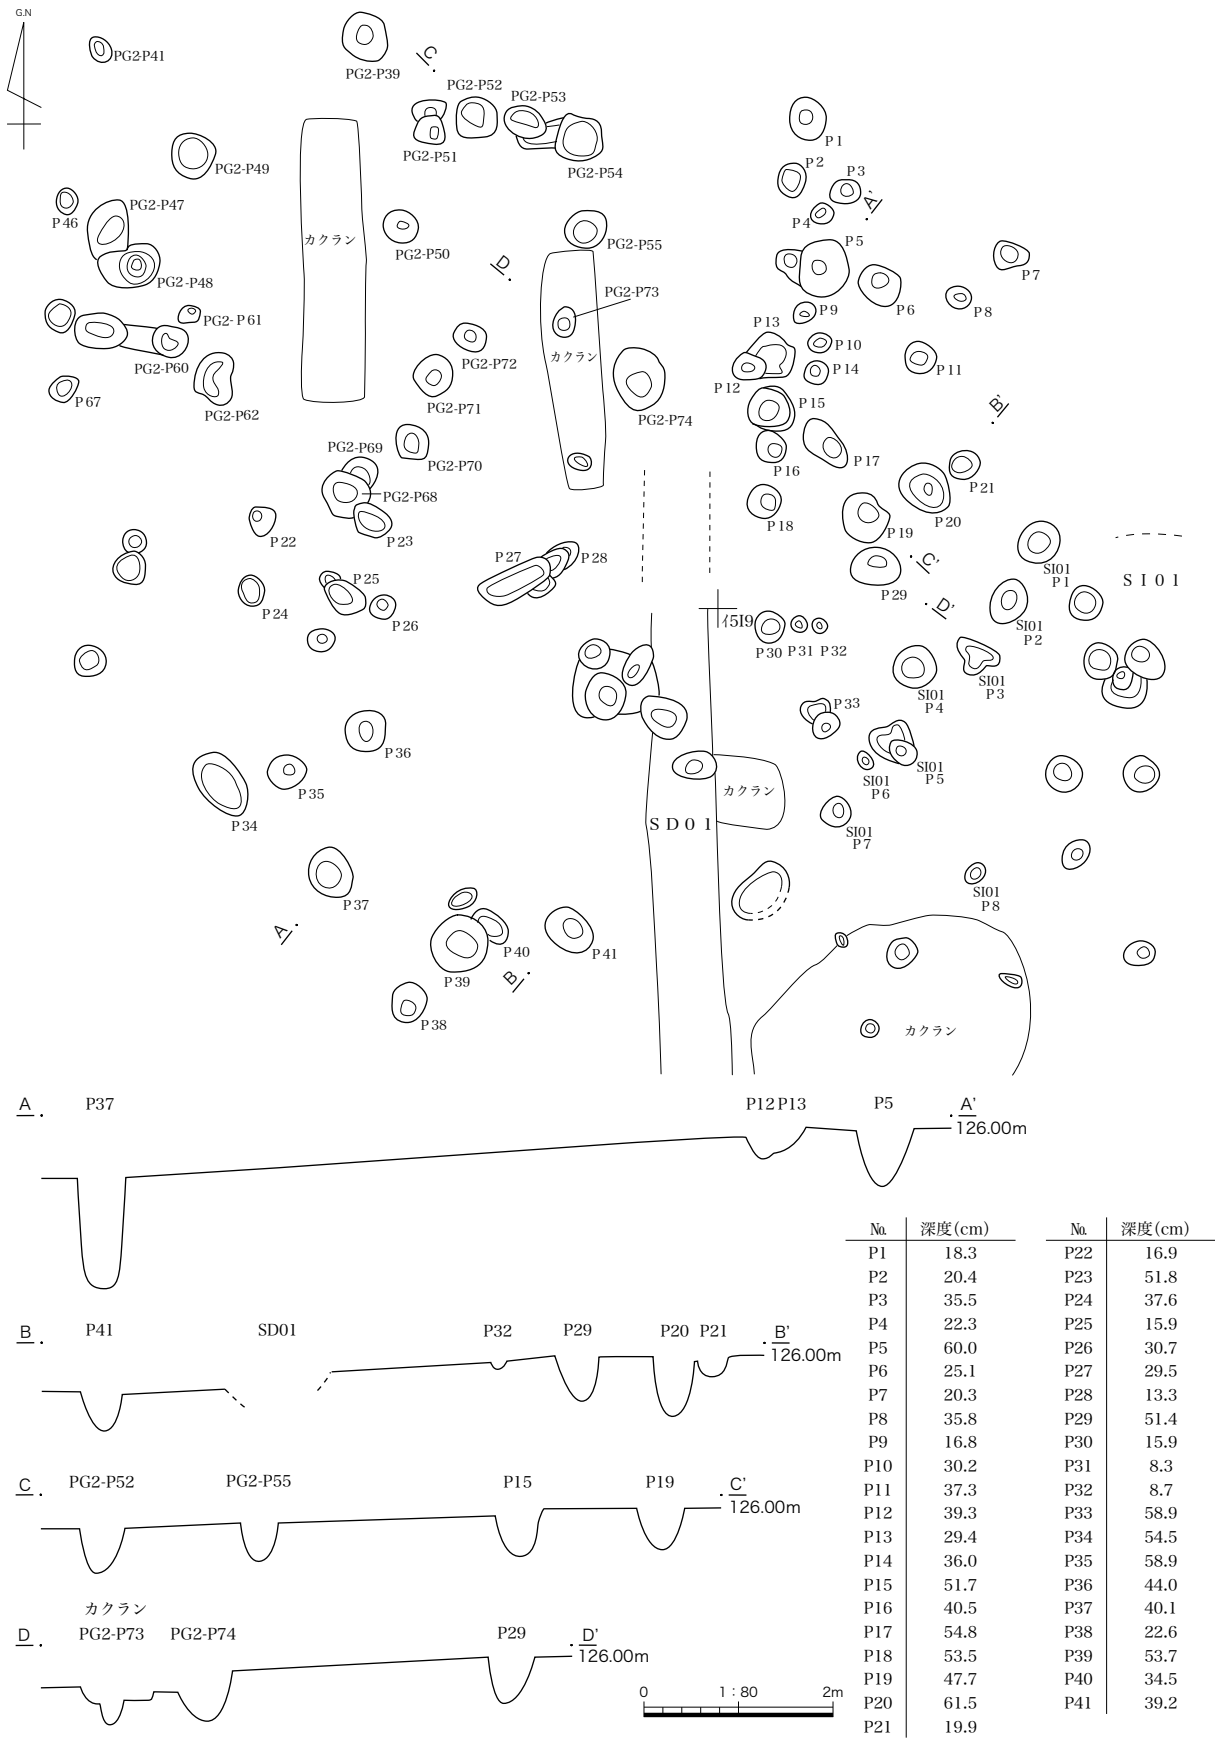 G.N
PG2-P41
PG2-P39
C
PG2-P52
PG2-P53
PG2-P51
PG2-P54
P1
PG2-P49
P2
P3
P46
PG2-P47
P4
A'
カクラン
PG2-P50
PG2-P55
P5
D
P7
PG2-P48
PG2-P73
P6
P8
PG2-P61
P9
P13
P10
カクラン
PG2-P60
PG2-P72
P12
P14
P11
P67
PG2-P62
PG2-P71
PG2-P74
P15
B'
PG2-P69
PG2-P70
P16
P17
PG2-P68
P21
P18
P20
P22
P23
P19
P27
P28
C'
SI01
P1
SI01
P25
P24
P26
P29
D'
イ5I9
SI01
P2
P30
P31
P32
SI01
P3
SI01
P4
P33
P36
SI01
P5
SI01
P6
P35
カクラン
P34
SD01
SI01
P7
P37
SI01
P8
A
P40
P41
P39
B
P38
カクラン
A
P37
P12 P13
P5
A'
126.00m
B
P41
SD01
P32
P29
P20
P21
B'
126.00m
C
PG2-P52
PG2-P55
P15
P19
C'
126.00m
カクラン
D
PG2-P73
PG2-P74
P29
D'
126.00m
0
1:80
2m
№ 深度(cm)
P1 18.3
P2 20.4
P3 35.5
P4 22.3
P5 60.0
P6 25.1
P7 20.3
P8 35.8
P9 16.8
P10 30.2
P11 37.3
P12 39.3
P13 29.4
P14 36.0
P15 51.7
P16 40.5
P17 54.8
P18 53.5
P19 47.7
P20 61.5
P21 19.9
№ 深度(cm)
P22 16.9
P23 51.8
P24 37.6
P25 15.9
P26 30.7
P27 29.5
P28 13.3
P29 51.4
P30 15.9
P31 8.3
P32 8.7
P33 58.9
P34 54.5
P35 58.9
P36 44.0
P37 40.1
P38 22.6
P39 53.7
P40 34.5
P41 39.2